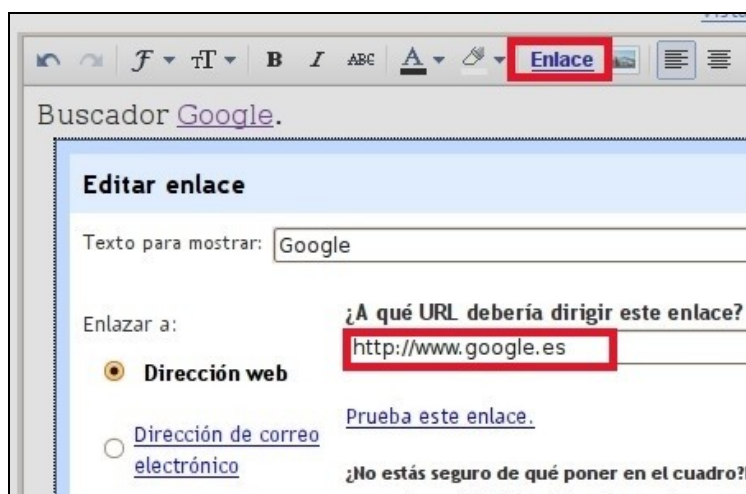 B I ABC A Enlace
Buscador Google.
Editar enlace
Texto para mostrar: Google
Enlazar a:
¿A qué URL debería dirigir este enlace?
http://www.google.es
Dirección web
Prueba este enlace.
Dirección de correo
electrónico
¿No estás seguro de qué poner en el cuadro?